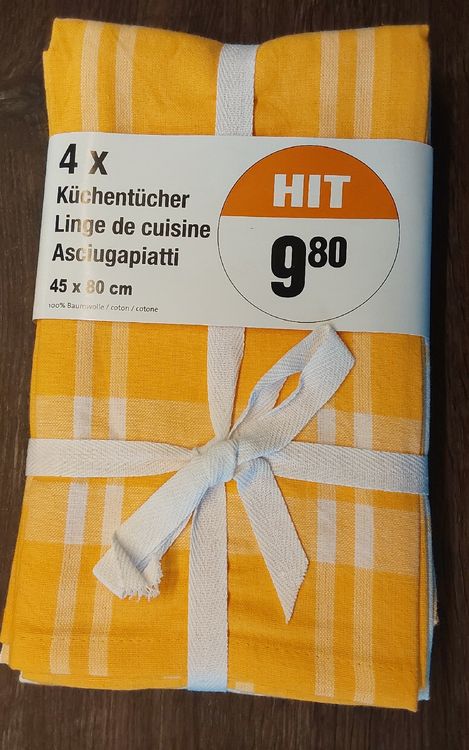 4 x
Küchentücher
Linge de cuisine
Asciugapiatti
45 x 80 cm
100% Baumwolle / coton / cotone
HIT
9 80